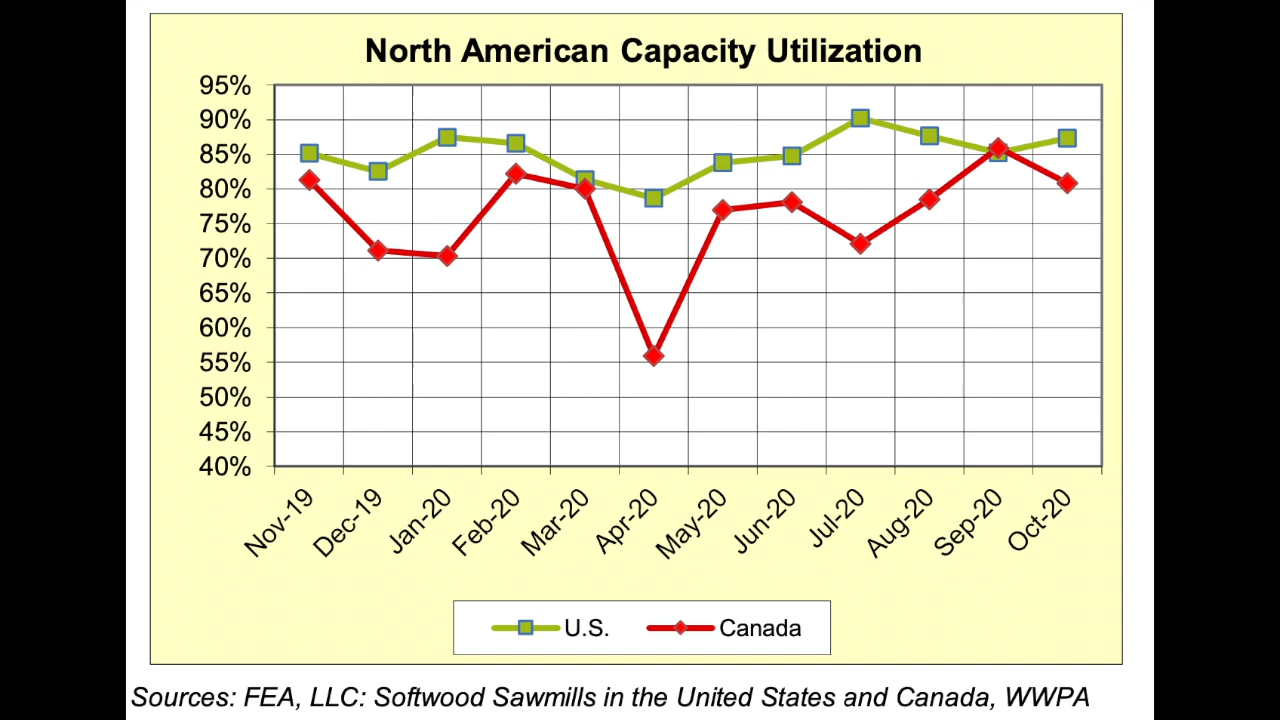 North American Capacity Utilization
95%
90%
85%
80%
75%
70%
65%
60%
55%
50%
45%
40%
Nov-19
Dec-19
Jan-20
Feb-20
Mar-20
Apr-20
May-20
Jun-20
Jul-20
Aug-20
Sep-20
Oct-20
U.S.
Canada
Sources: FEA, LLC: Softwood Sawmills in the United States and Canada, WWPA